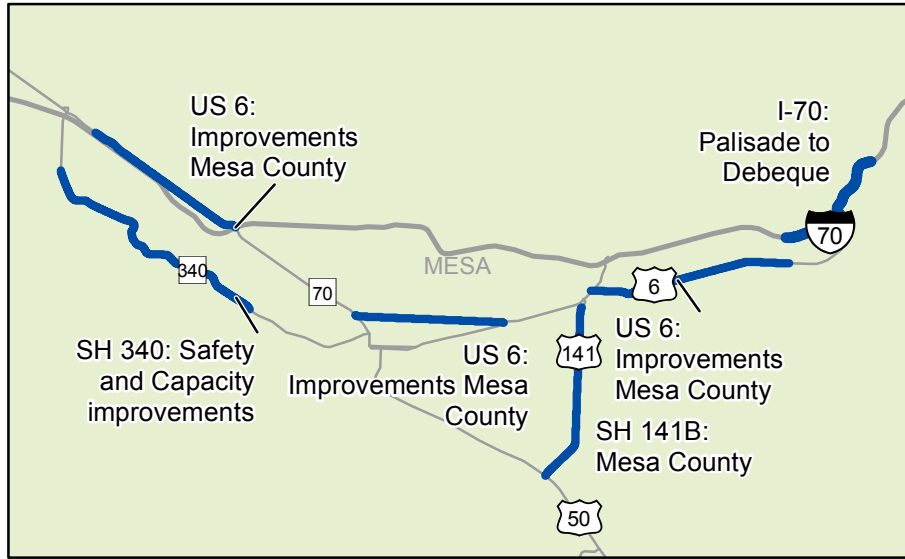 US 6:
Improvements
Mesa County
I-70:
Palisade to
Debeque
70
MESA
340
70
6
SH 340: Safety
and Capacity
improvements
US 6:
Improvements Mesa
County
141
US 6:
Improvements
Mesa County
SH 141B:
Mesa County
50